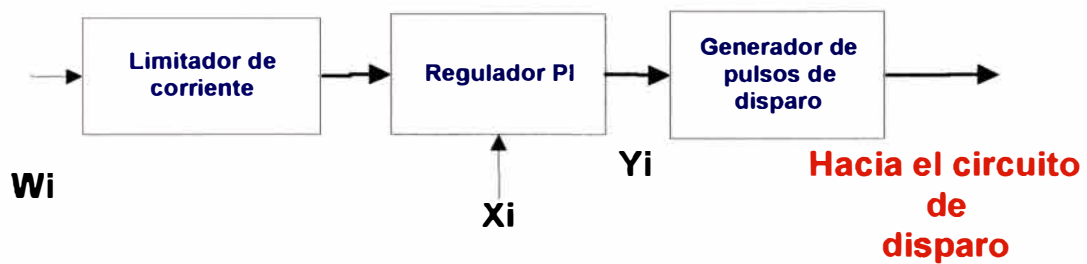 Limitador de
corriente
Regulador PI
Generador de
pulsos de
disparo
Wi
Xi
Yi
Hacia el circuito
de
disparo